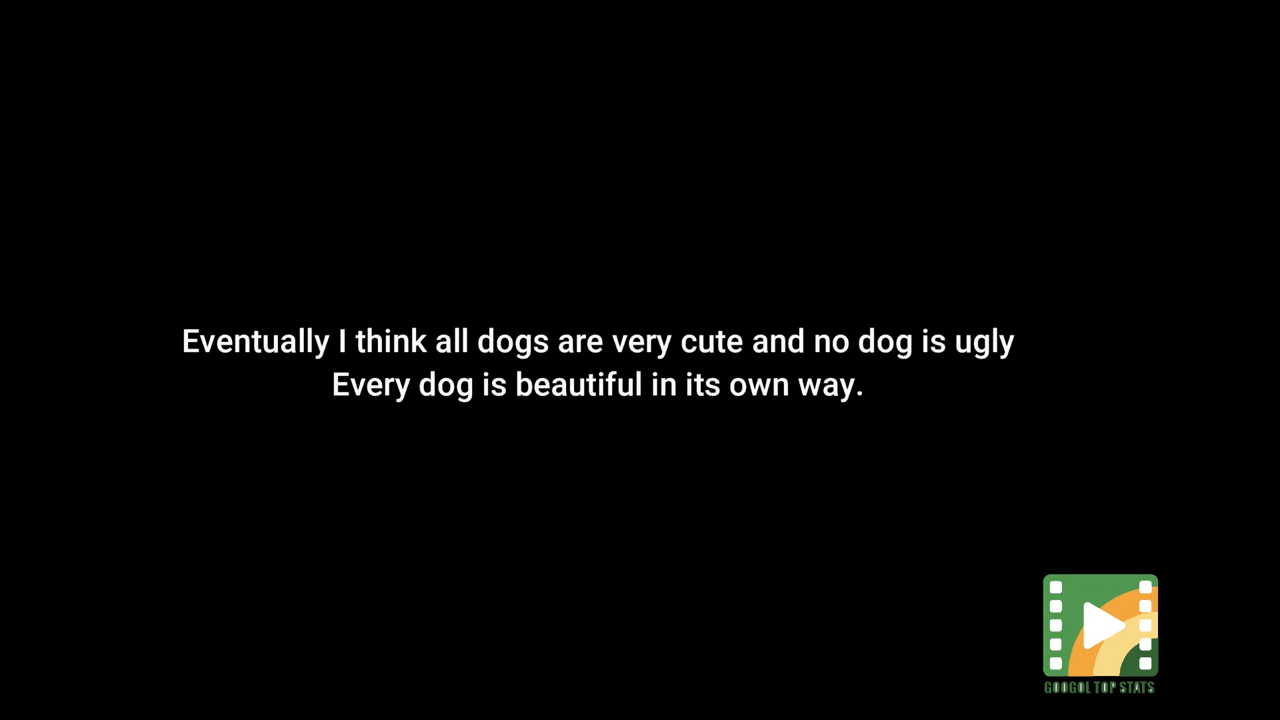 Eventually I think all dogs are very cute and no dog is ugly
Every dog is beautiful in its own way.
GOOGOL TOP STATS